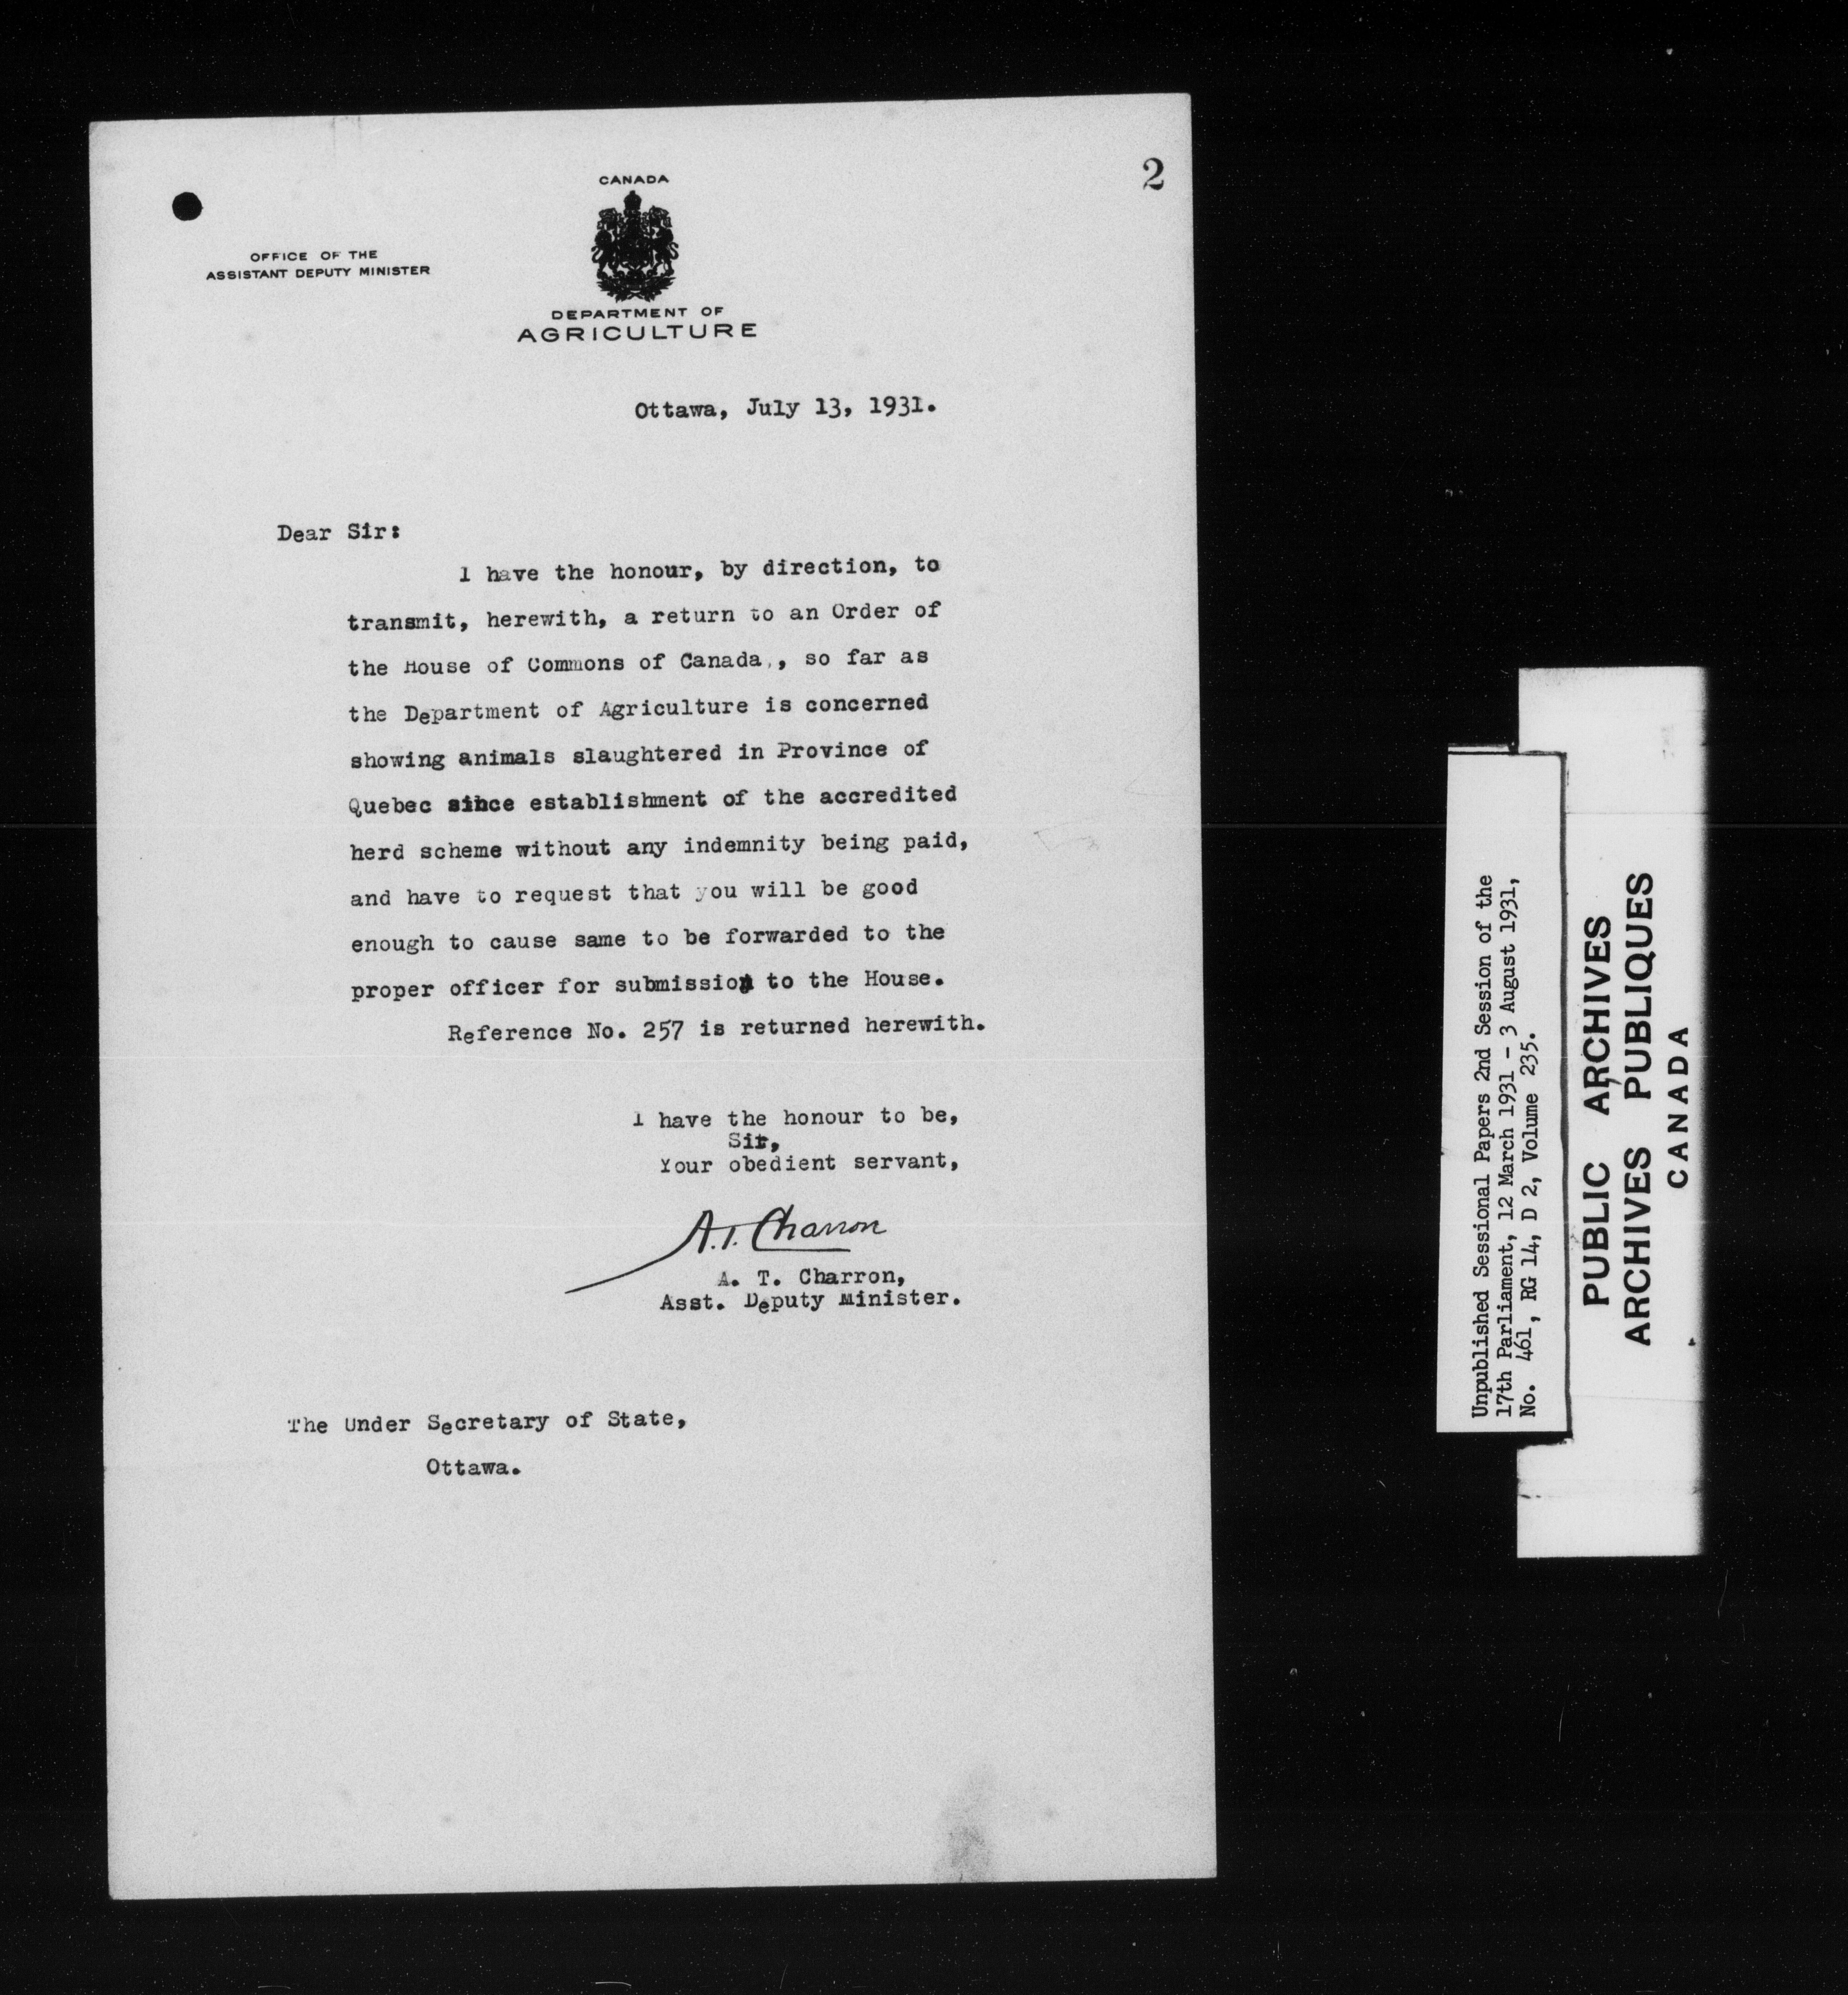 2
CANADA
OFFICE OF THE
ASSISTANT DEPUTY MINISTER
DEPARTMENT OF
AGRICULTURE
Ottawa, July 13, 1931.
Dear Sir:
I have the honour, by direction, to
transmit, herewith, a return to an Order of
the House of Commons of Canada,, so far as
the Department of Agriculture is concerned
showing animals slaughtered in Province of
Quebec since establishment of the accredited
herd scheme without any indemnity being paid,
and have to request that you will be good
enough to cause same to be forwarded to the
proper officer for submission to the House.
Reference No. 257 is returned herewith.
I have the honour to be,
Sir,
Your obedient servant,
A.T. Charron
A. T. Charron,
Asst. Deputy Minister.
The Under Secretary of State,
Ottawa.
Unpublished Sessional Papers 2nd Session of the
17th Parliament, 12 March 1931 - 3 August 1931,
No. 461, RG 14, D 2, Volume 235.
PUBLIC ARCHIVES
ARCHIVES PUBLIQUES
CANADA